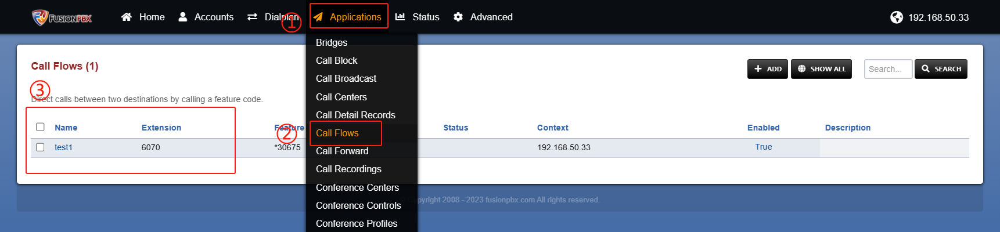 FUSIONPBX Home Accounts Dialplan ① Applications Status Advanced 192.168.50.33
Bridges
Call Flows (1)
Call Block
ADD SHOW ALL Search... SEARCH
Call Broadcast
③
Call Centers
Direct calls between two destinations by calling a feature code.
Call Detail Records
Name Extension Feature Status Context Enabled Description
② Call Flows
test1 6070 *30675 192.168.50.33 True
Call Forward
Call Recordings
Conference Centers
Copyright 2008 - 2023 fusionpbx.com All rights reserved.
Conference Controls
Conference Profiles